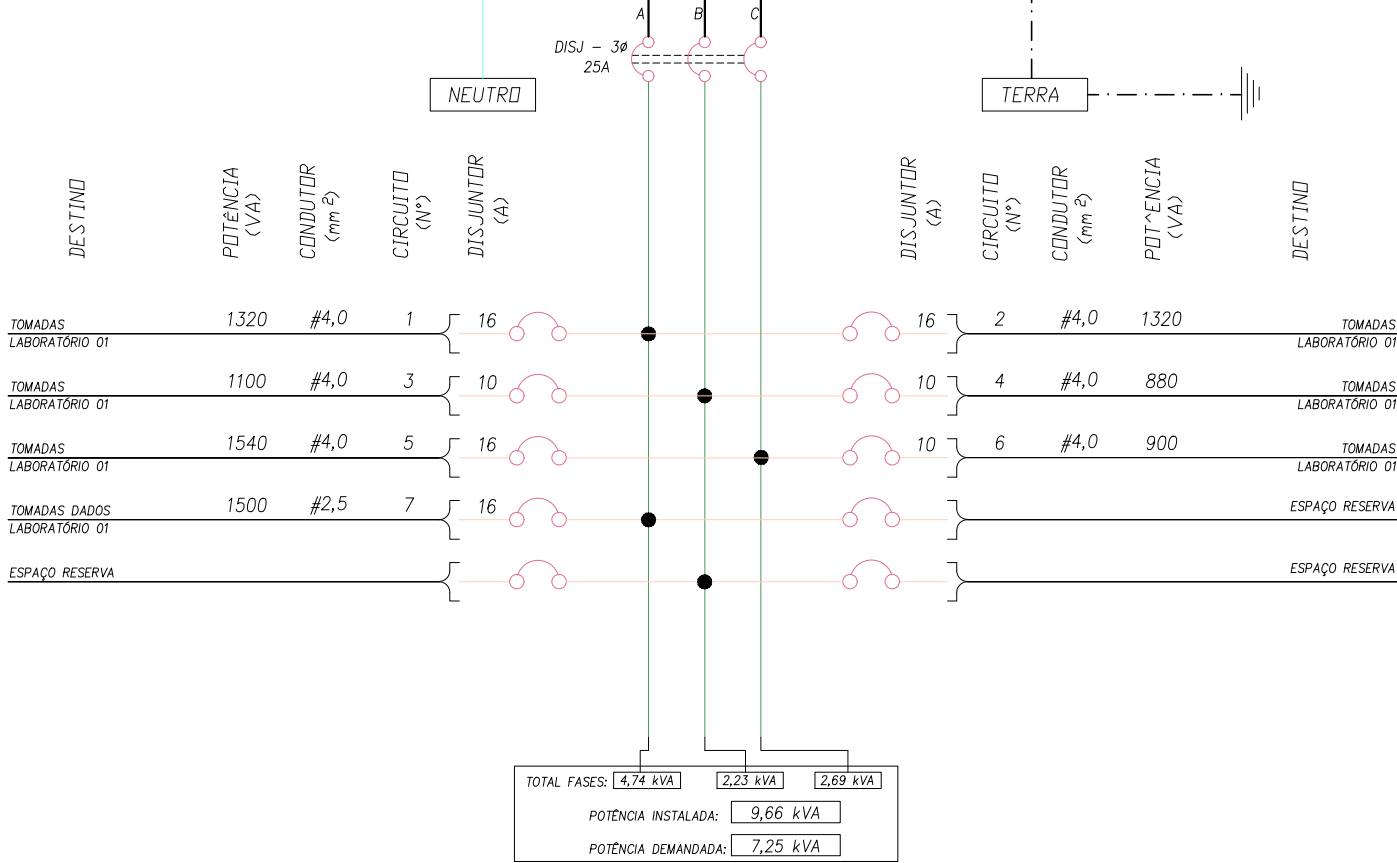 A B C
DISJ - 3ø
25A
NEUTRO
TERRA
DESTINO
POTÊNCIA
(VA)
CONDUTOR
(mm²)
CIRCUITO
(N°)
DISJUNTOR
(A)
DISJUNTOR
(A)
CIRCUITO
(N°)
CONDUTOR
(mm²)
POT^ENCIA
(VA)
DESTINO
TOMADAS 1320 #4,0 1 16 16 2 #4,0 1320 TOMADAS
LABORATÓRIO 01 LABORATÓRIO 01
TOMADAS 1100 #4,0 3 10 10 4 #4,0 880 TOMADAS
LABORATÓRIO 01 LABORATÓRIO 01
TOMADAS 1540 #4,0 5 16 10 6 #4,0 900 TOMADAS
LABORATÓRIO 01 LABORATÓRIO 01
TOMADAS DADOS 1500 #2,5 7 16 ESPAÇO RESERVA
LABORATÓRIO 01
ESPAÇO RESERVA ESPAÇO RESERVA
TOTAL FASES: 4,74 kVA 2,23 kVA 2,69 kVA
POTÊNCIA INSTALADA: 9,66 kVA
POTÊNCIA DEMANDADA: 7,25 kVA